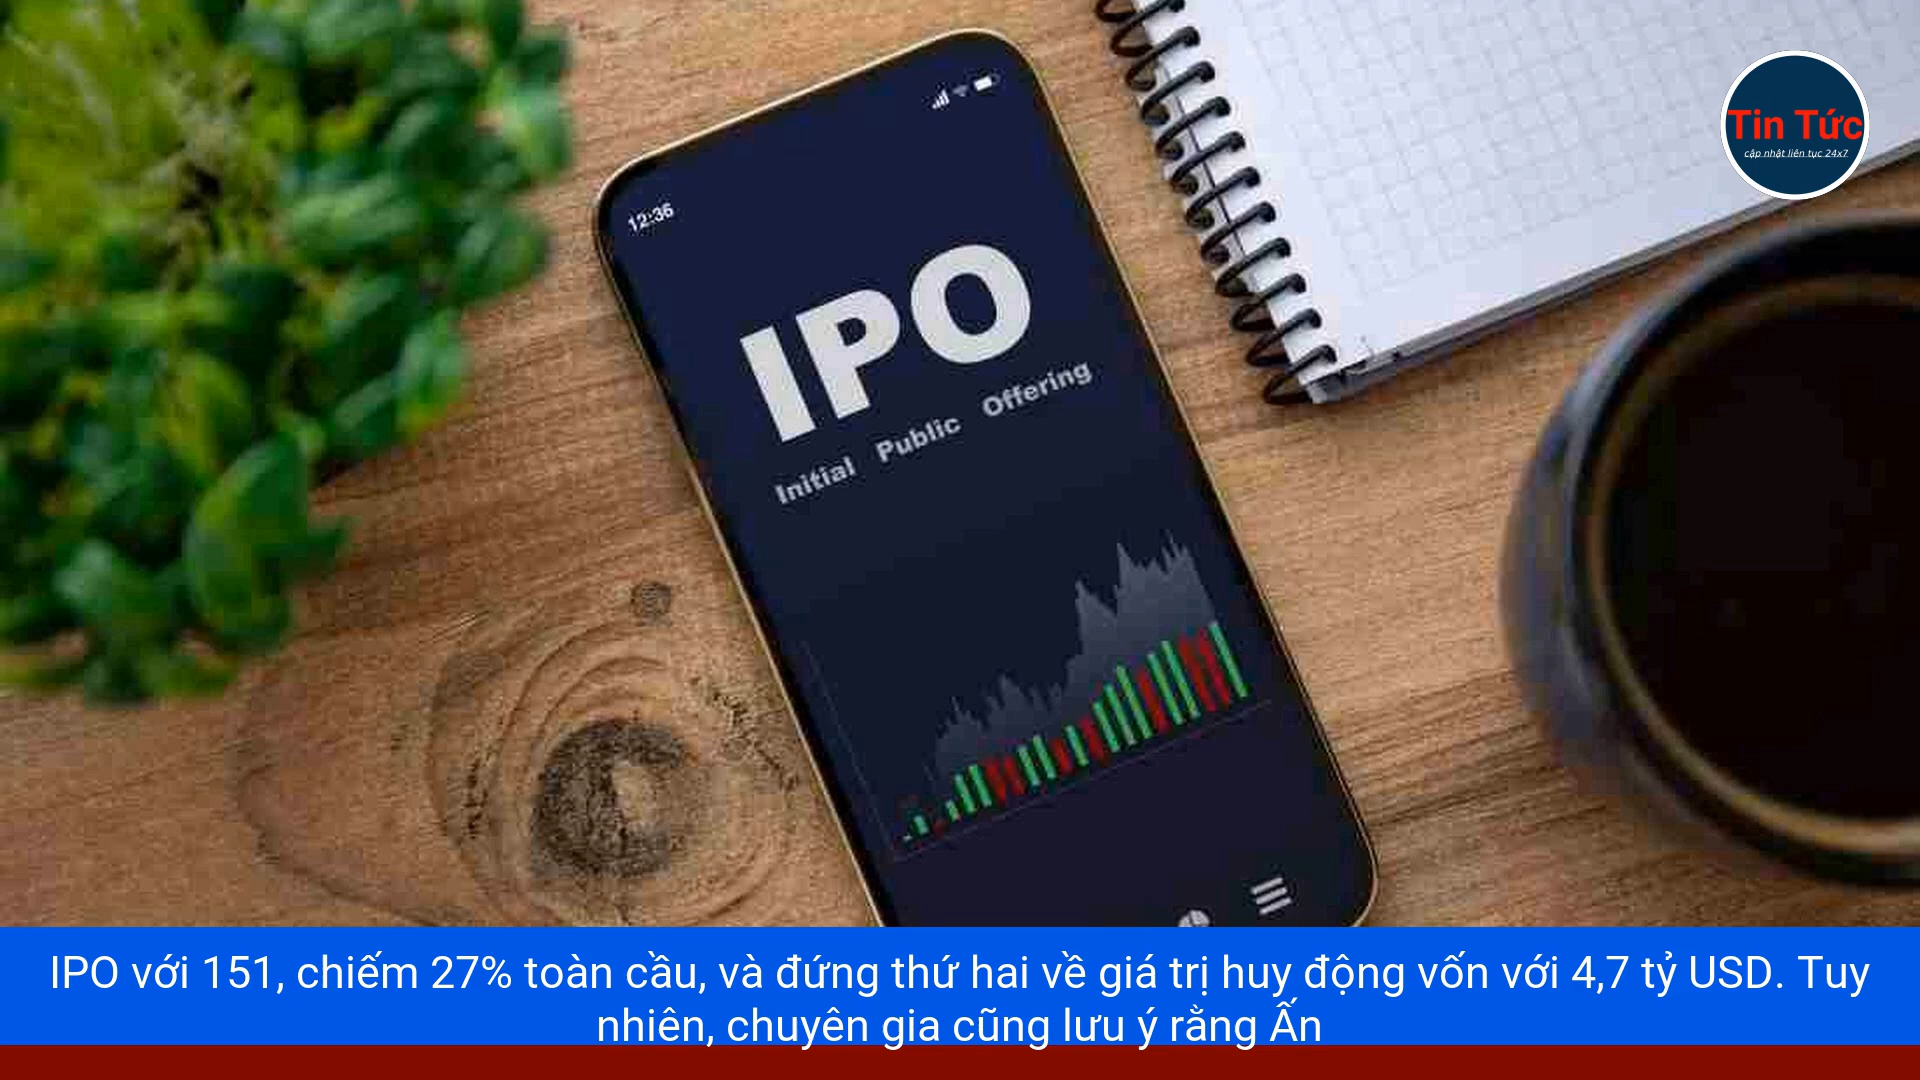 Tin Tức
cập nhật liên tục 24x7
12:36
IPO
Initial Public Offering
IPO với 151, chiếm 27% toàn cầu, và đứng thứ hai về giá trị huy động vốn với 4,7 tỷ USD. Tuy
nhiên, chuyên gia cũng lưu ý rằng Ấn